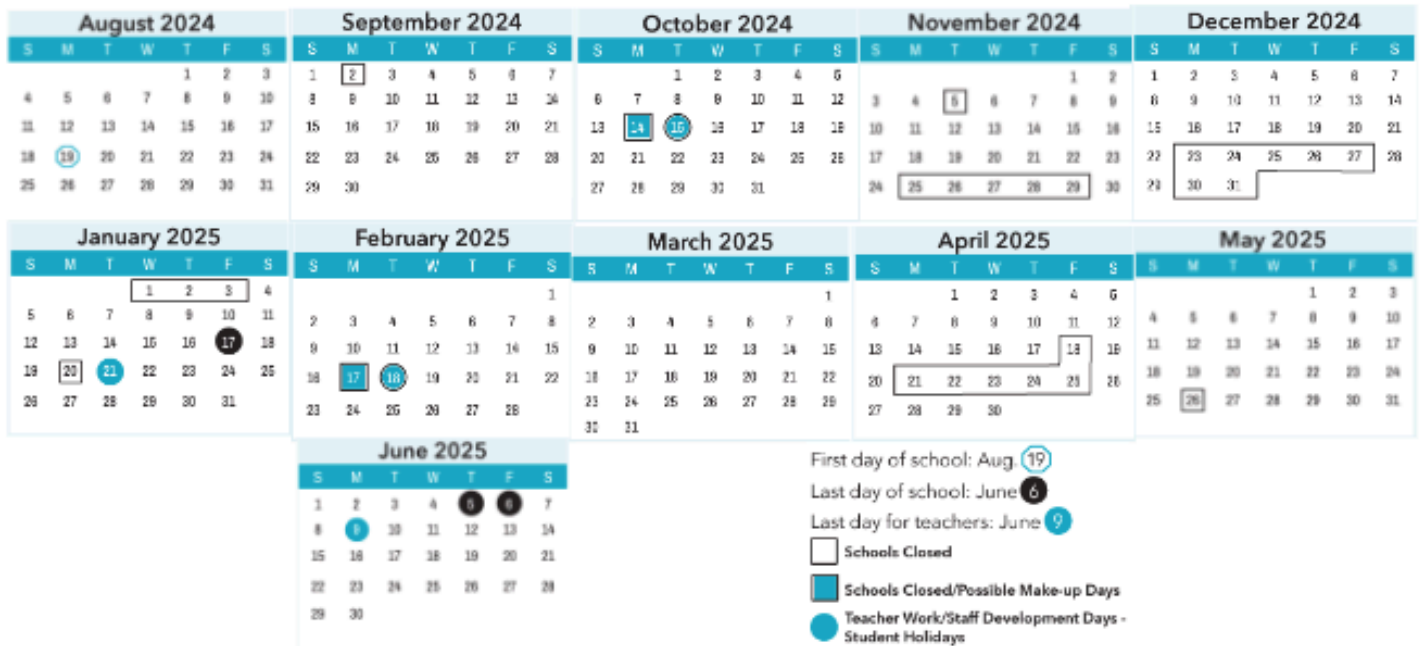 August 2024
S M T W T F S
1 2 3
4 5 6 7 8 9 10
11 12 13 14 15 16 17
18 19 20 21 22 23 24
25 26 27 28 29 30 31
September 2024
S M T W T F S
1 2 3 4 5 6 7
8 9 10 11 12 13 14
15 16 17 18 19 20 21
22 23 24 25 26 27 28
29 30
October 2024
S M T W T F S
1 2 3 4 5
6 7 8 9 10 11 12
13 14 15 16 17 18 19
20 21 22 23 24 25 26
27 28 29 30 31
November 2024
S M T W T F S
1 2
3 4 5 6 7 8 9
10 11 12 13 14 15 16
17 18 19 20 21 22 23
24 25 26 27 28 29 30
December 2024
S M T W T F S
1 2 3 4 5 6 7
8 9 10 11 12 13 14
15 16 17 18 19 20 21
22 23 24 25 26 27 28
29 30 31
January 2025
S M T W T F S
1 2 3 4
5 6 7 8 9 10 11
12 13 14 15 16 17 18
19 20 21 22 23 24 25
26 27 28 29 30 31
February 2025
S M T W T F S
1
2 3 4 5 6 7 8
9 10 11 12 13 14 15
16 17 18 19 20 21 22
23 24 25 26 27 28
March 2025
S M T W T F S
1
2 3 4 5 6 7 8
9 10 11 12 13 14 15
16 17 18 19 20 21 22
23 24 25 26 27 28 29
30 31
April 2025
S M T W T F S
1 2 3 4 5
6 7 8 9 10 11 12
13 14 15 16 17 18 19
20 21 22 23 24 25 26
27 28 29 30
May 2025
S M T W T F S
1 2 3
4 5 6 7 8 9 10
11 12 13 14 15 16 17
18 19 20 21 22 23 24
25 26 27 28 29 30 31
June 2025
S M T W T F S
1 2 3 4 5 6 7
8 9 10 11 12 13 14
15 16 17 18 19 20 21
22 23 24 25 26 27 28
29 30
First day of school: Aug. 19
Last day of school: June 6
Last day for teachers: June 9
Schools Closed
Schools Closed/Possible Make-up Days
Teacher Work/Staff Development Days -
Student Holidays